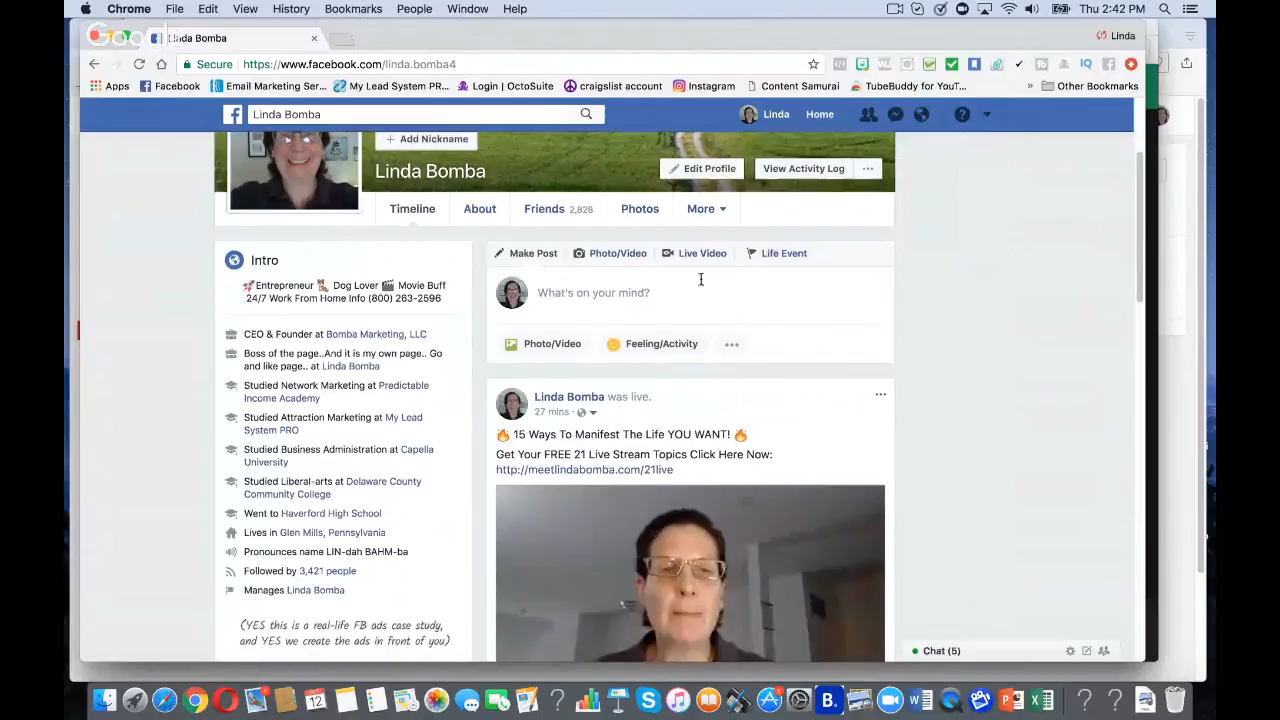 Chrome File Edit View History Bookmarks People Window Help Thu 2:42 PM
Google
Linda Bomba
Linda
Secure https://www.facebook.com/linda.bomba4
Apps Facebook Email Marketing Ser... My Lead System PR... Login | OctoSuite craigslist account Instagram Content Samurai TubeBuddy for YouT... » Other Bookmarks
Linda Bomba
Linda Home
+ Add Nickname
Linda Bomba
Edit Profile
View Activity Log
Timeline About Friends 2,828 Photos More
Intro
🚀Entrepreneur 🐕 Dog Lover 🎬 Movie Buff
24/7 Work From Home Info (800) 263-2596
CEO & Founder at Bomba Marketing, LLC
Boss of the page..And it is my own page.. Go
and like page.. at Linda Bomba
Studied Network Marketing at Predictable
Income Academy
Studied Attraction Marketing at My Lead
System PRO
Studied Business Administration at Capella
University
Studied Liberal-arts at Delaware County
Community College
Went to Haverford High School
Lives in Glen Mills, Pennsylvania
Pronounces name LIN-dah BAHM-ba
Followed by 3,421 people
Manages Linda Bomba
(YES this is a real-life FB ads case study,
and YES we create the ads in front of you)
Make Post Photo/Video Live Video Life Event
What's on your mind?
Photo/Video Feeling/Activity
Linda Bomba was live.
27 mins ·
🔥 15 Ways To Manifest The Life YOU WANT! 🔥
Get Your FREE 21 Live Stream Topics Click Here Now:
http://meetlindabomba.com/21live
Chat (5)